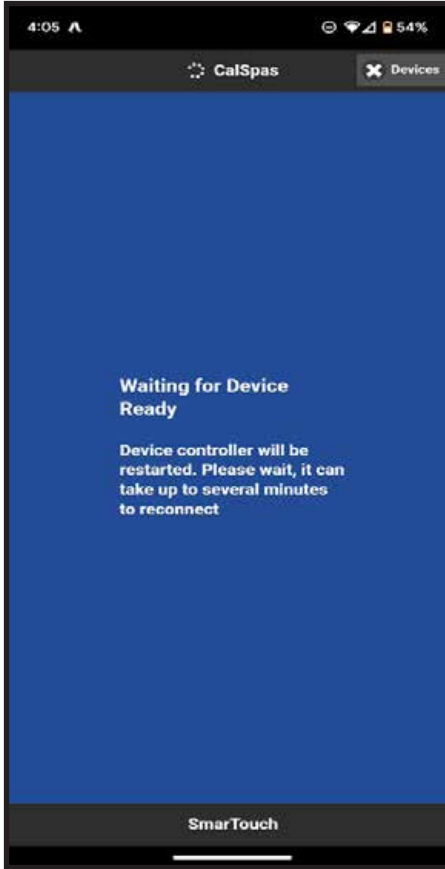 4:05
54%
CalSpas
Devices
Waiting for Device
Ready
Device controller will be
restarted. Please wait, it can
take up to several minutes
to reconnect
SmarTouch